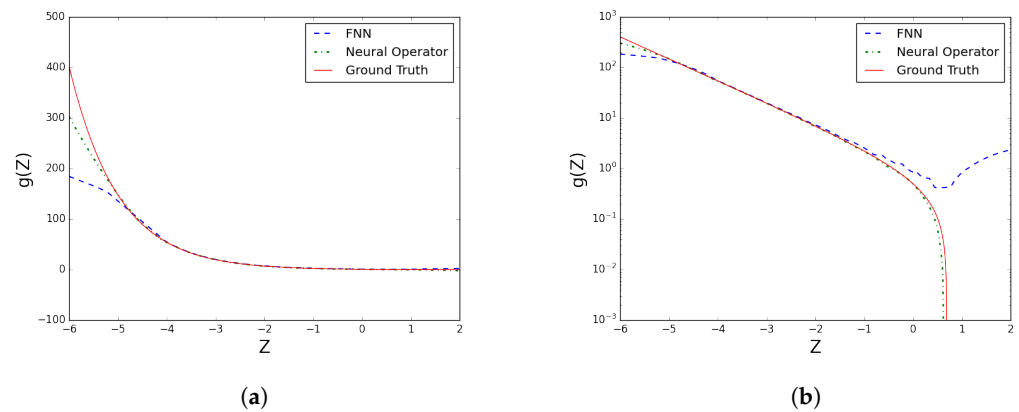 500
400
300
200
100
0
-100
-6 -5 -4 -3 -2 -1 0 1 2
g(Z)
Z
FNN
Neural Operator
Ground Truth
(a)
10³
10²
10¹
10⁰
10⁻¹
10⁻²
10⁻³
-6 -5 -4 -3 -2 -1 0 1 2
g(Z)
Z
FNN
Neural Operator
Ground Truth
(b)